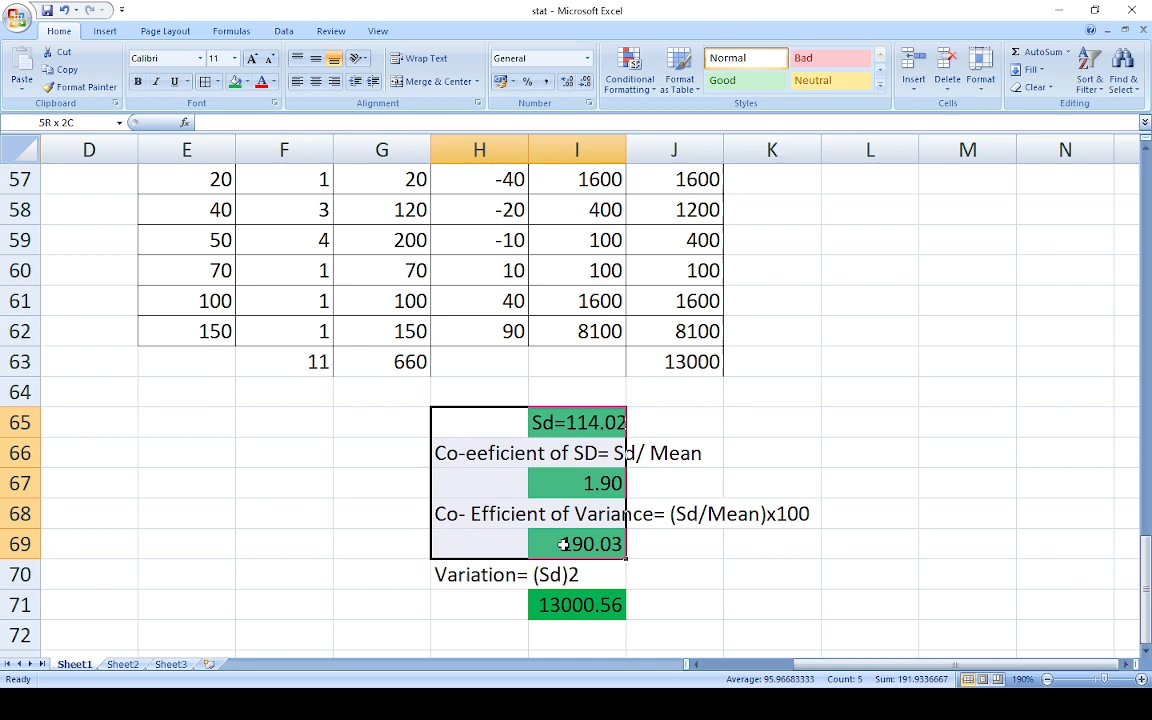 stat - Microsoft Excel
Home Insert Page Layout Formulas Data Review View
Paste
Cut
Copy
Format Painter
Clipboard
Calibri 11
B I U
Font
Wrap Text
Merge & Center
Alignment
General
Number
Conditional Formatting
Format as Table
Normal Bad
Good Neutral
Styles
Insert Delete Format
Cells
AutoSum
Fill
Clear
Sort & Filter
Find & Select
Editing
5R x 2C
fx
D E F G H I J K L M N
57 20 1 20 -40 1600 1600
58 40 3 120 -20 400 1200
59 50 4 200 -10 100 400
60 70 1 70 10 100 100
61 100 1 100 40 1600 1600
62 150 1 150 90 8100 8100
63 11 660 13000
64
65 Sd=114.02
66 Co-eeficient of SD= Sd/ Mean
67 1.90
68 Co- Efficient of Variance= (Sd/Mean)x100
69 190.03
70 Variation= (Sd)2
71 13000.56
72
Sheet1 Sheet2 Sheet3
Ready
Average: 95.96683333 Count: 5 Sum: 191.9336667
190%